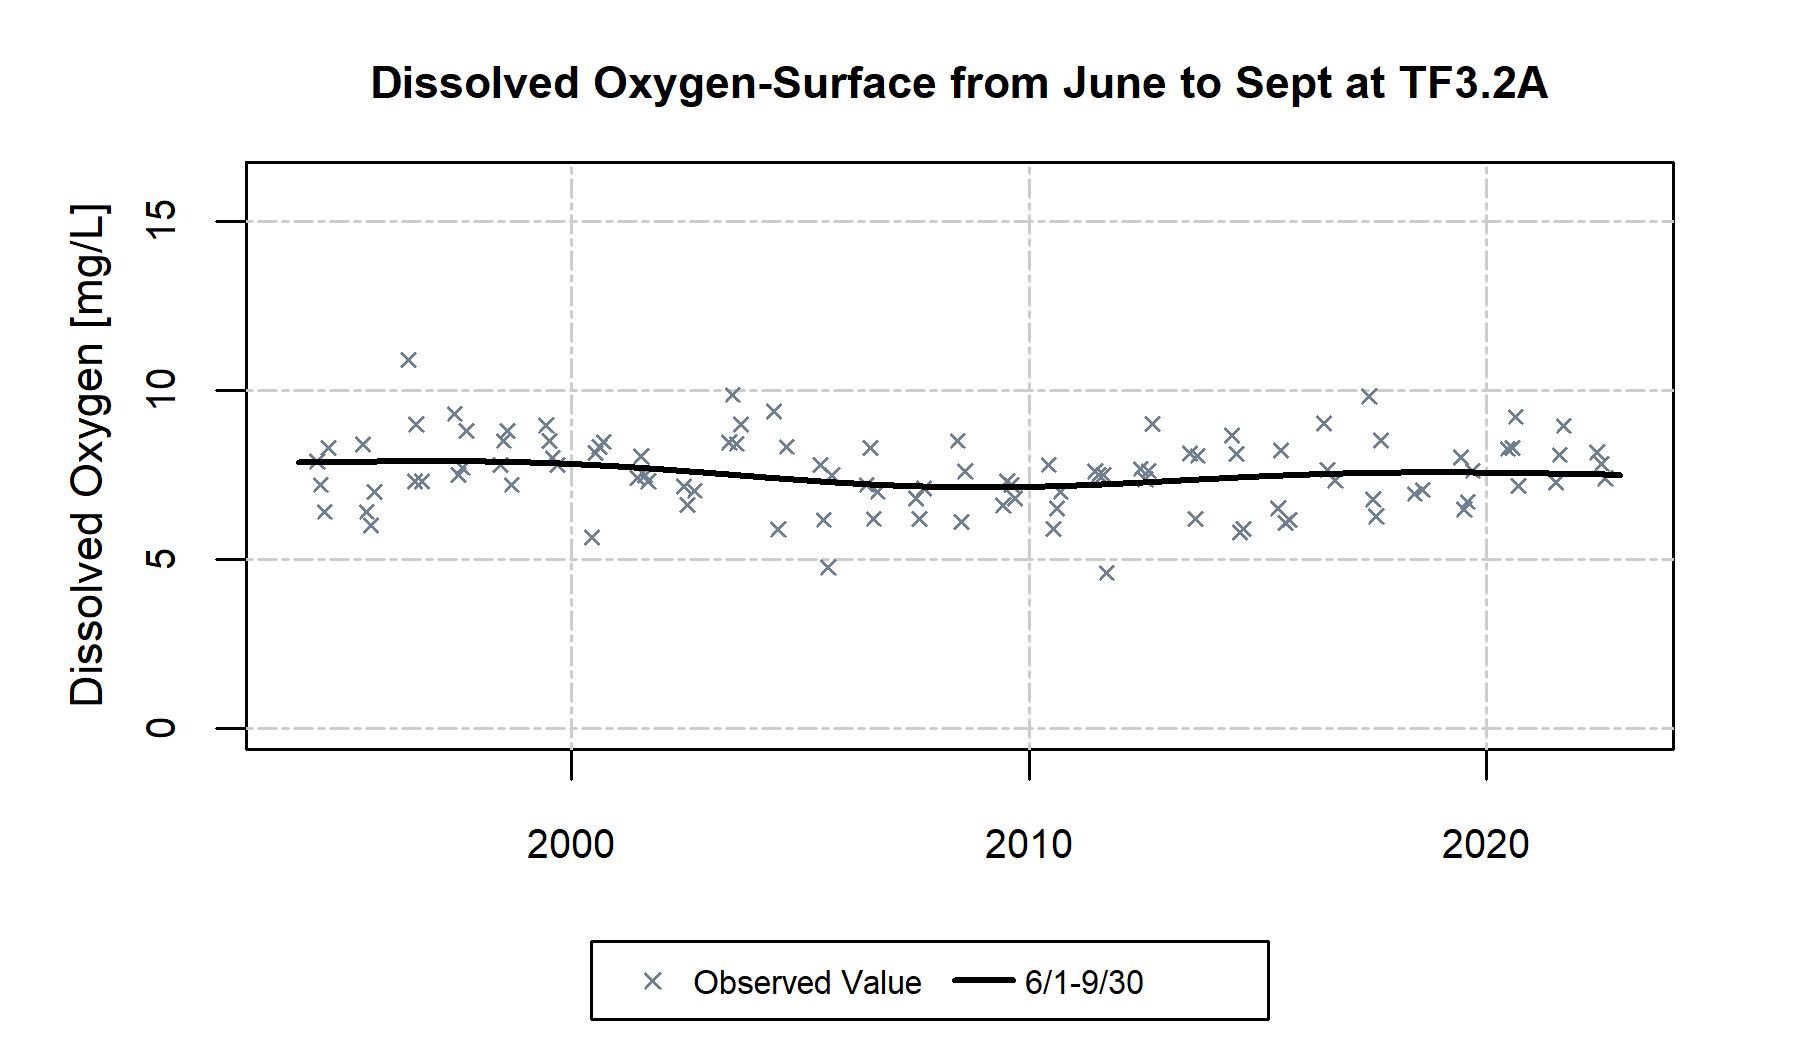 Dissolved Oxygen-Surface from June to Sept at TF3.2A
Dissolved Oxygen [mg/L]
15
10
5
0
2000 2010 2020
Observed Value 6/1-9/30